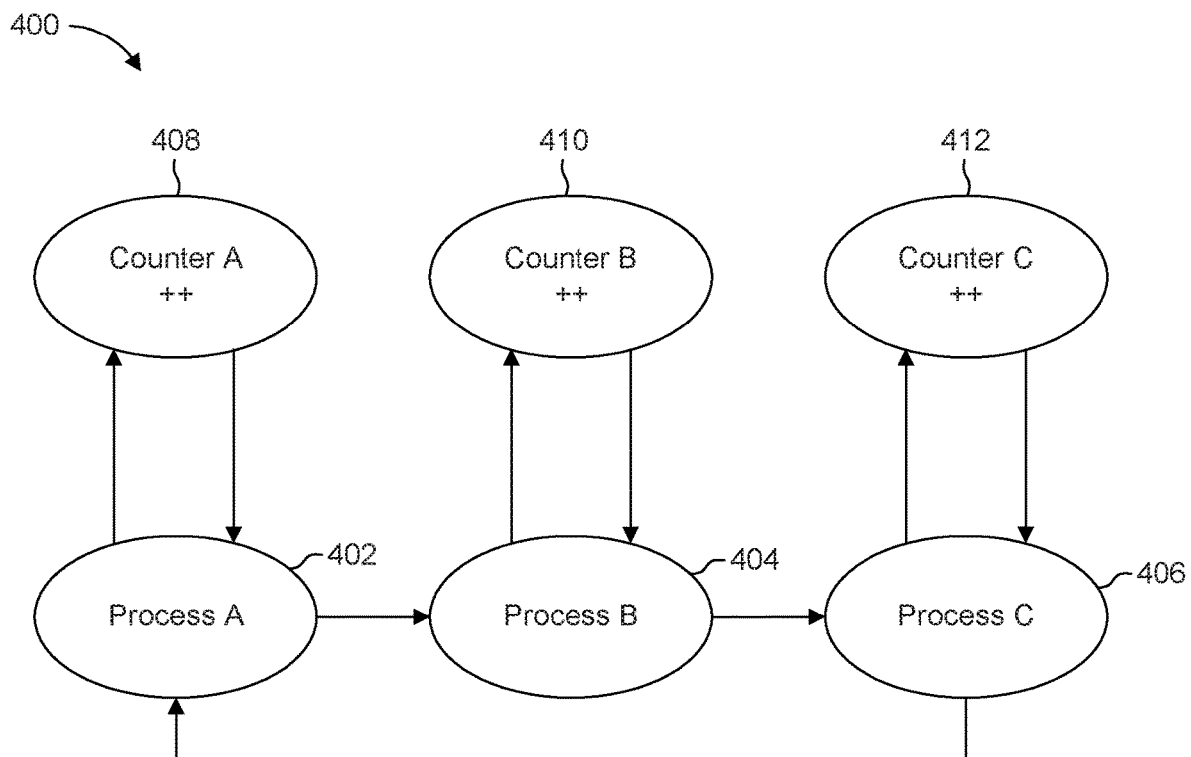 400
408
410
412
Counter A
++
Counter B
++
Counter C
++
402
404
406
Process A
Process B
Process C